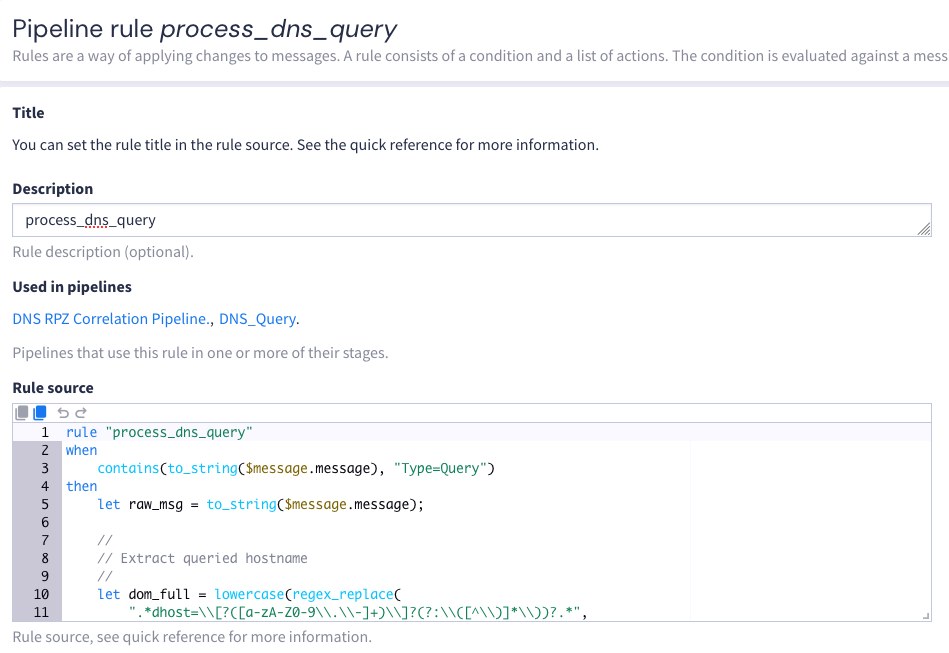 Pipeline rule process_dns_query
Rules are a way of applying changes to messages. A rule consists of a condition and a list of actions. The condition is evaluated against a mess
Title
You can set the rule title in the rule source. See the quick reference for more information.
Description
process_dns_query
Rule description (optional).
Used in pipelines
DNS RPZ Correlation Pipeline., DNS_Query.
Pipelines that use this rule in one or more of their stages.
Rule source
1 rule "process_dns_query"
2 when
3     contains(to_string($message.message), "Type=Query")
4 then
5     let raw_msg = to_string($message.message);
6
7     //
8     // Extract queried hostname
9     //
10     let dom_full = lowercase(regex_replace(
11         ".*dhost=\\[?([a-zA-Z0-9\\.\\-]+)\\]?(?:\\([^\\)]*\\))?.*",
Rule source, see quick reference for more information.